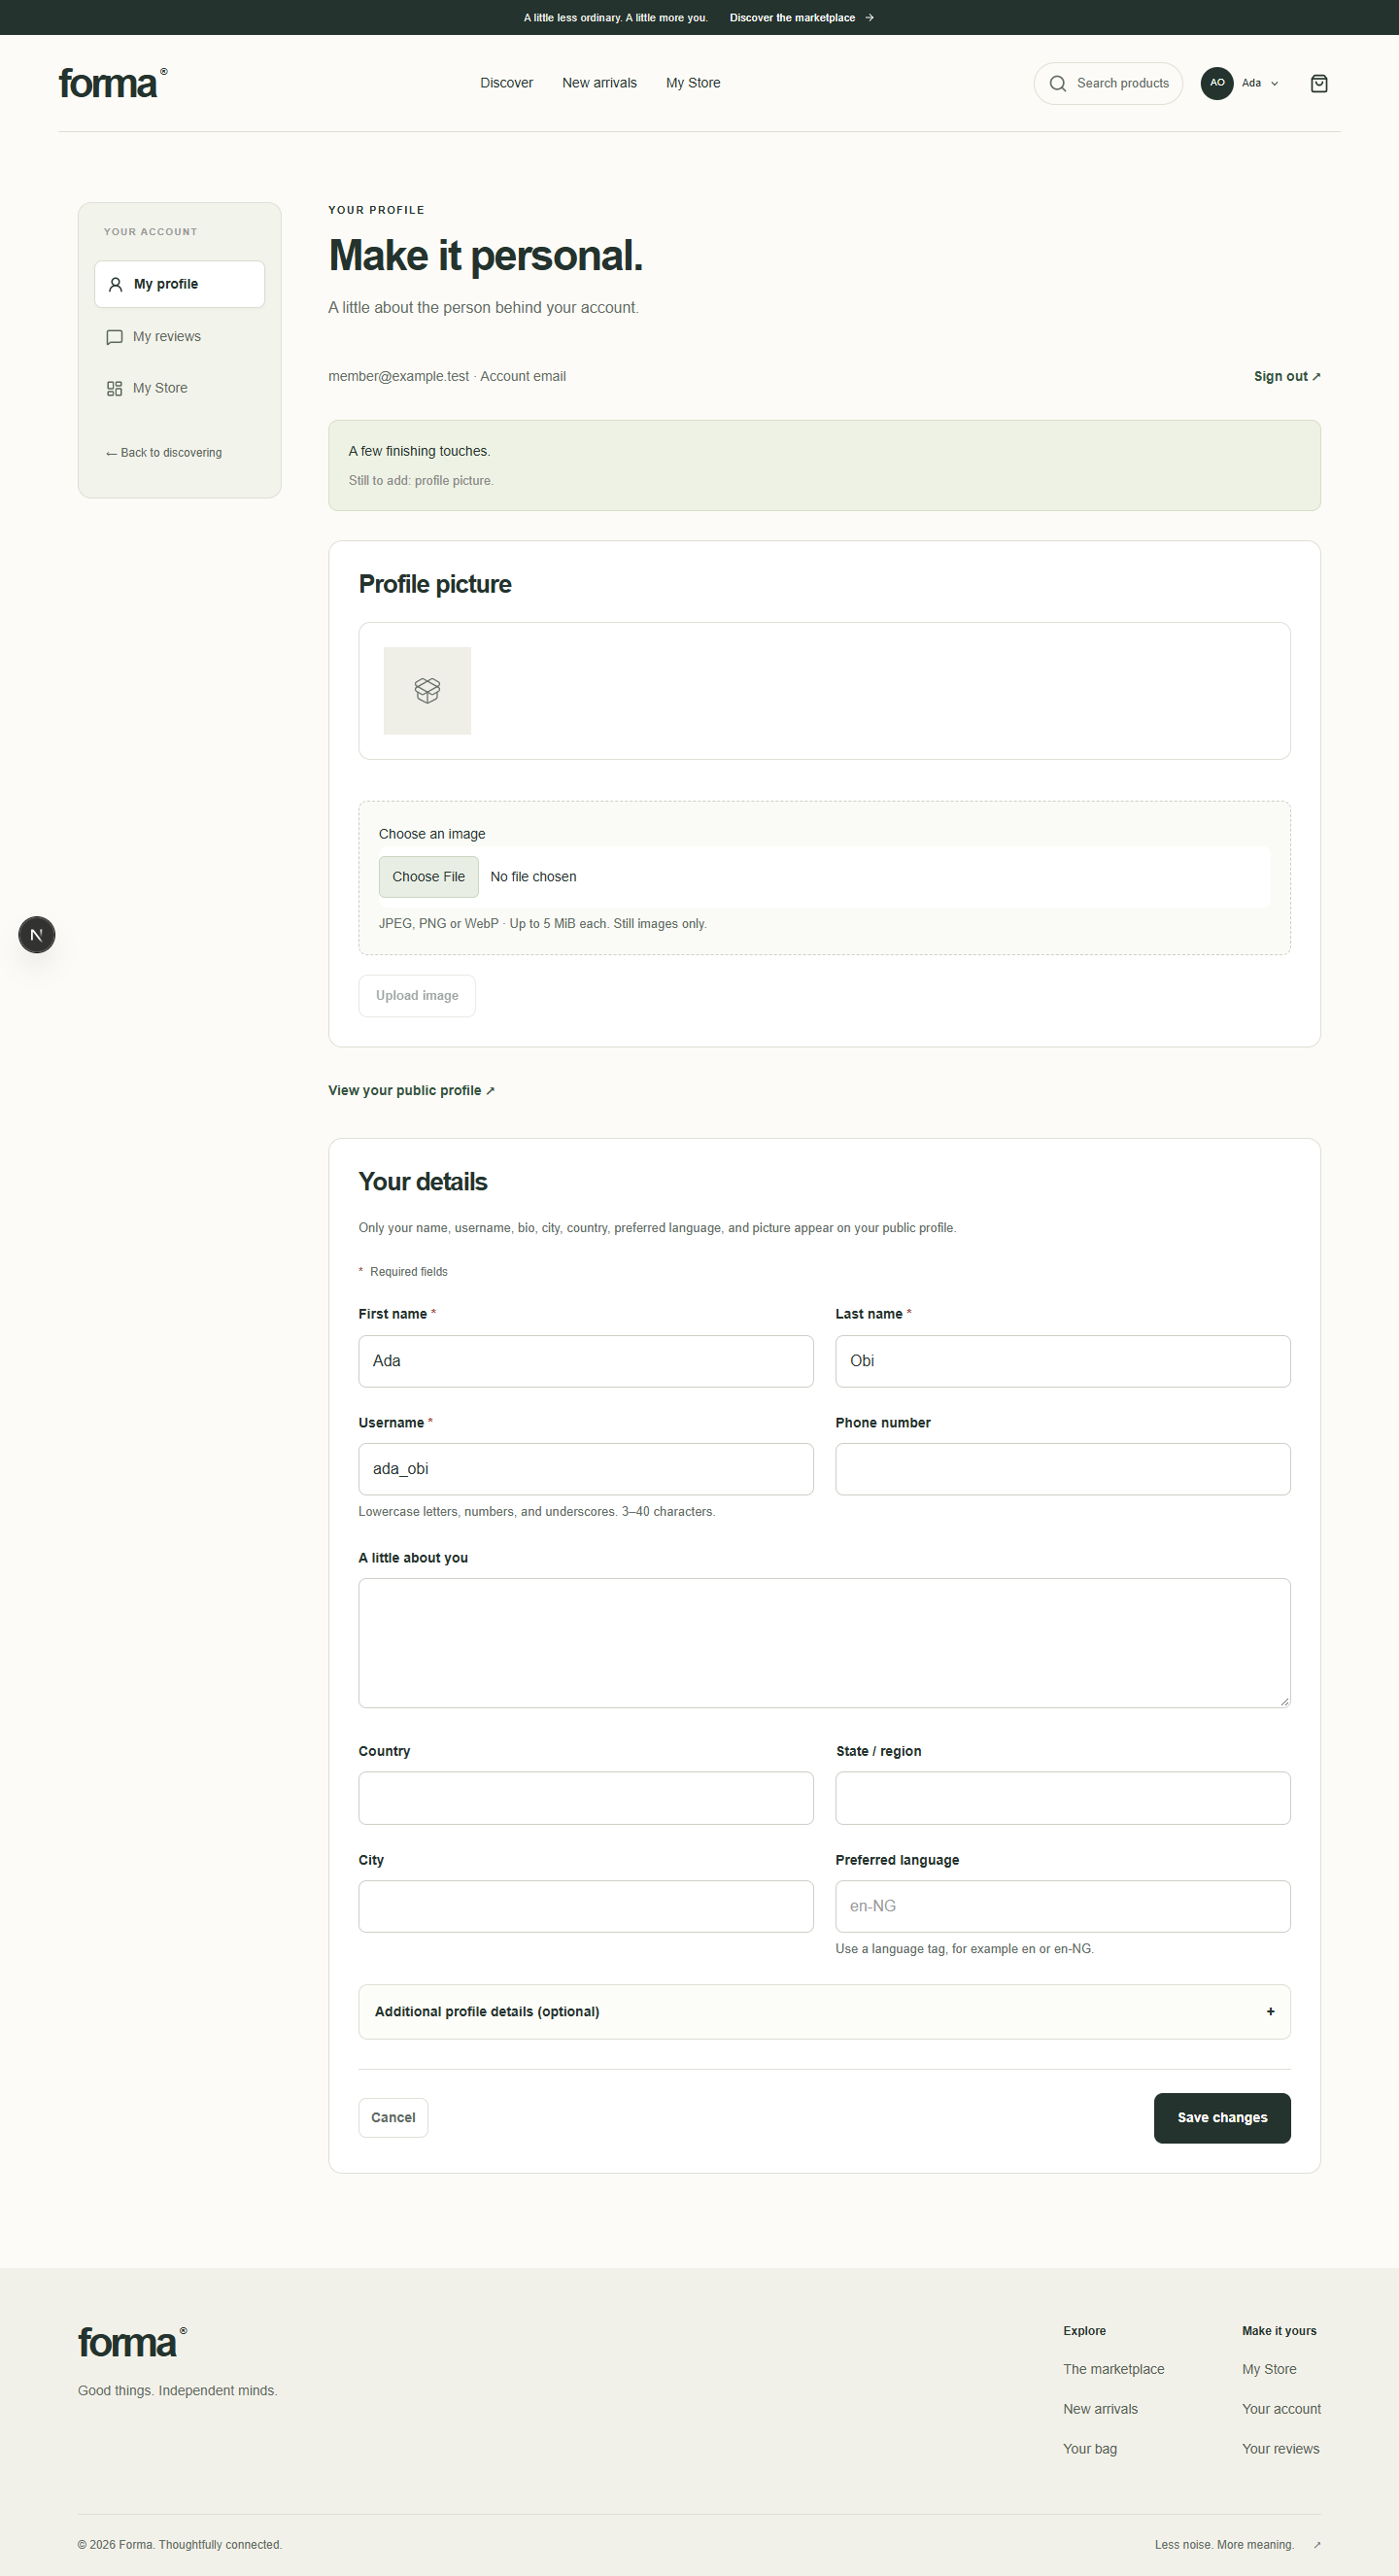 A little less ordinary. A little more you. Discover the marketplace →
forma®
Discover New arrivals My Store
Search products
AO Ada
YOUR ACCOUNT
My profile
My reviews
My Store
← Back to discovering
YOUR PROFILE
Make it personal.
A little about the person behind your account.
member@example.test · Account email
Sign out ↗
A few finishing touches.
Still to add: profile picture.
Profile picture
Choose an image
Choose File No file chosen
JPEG, PNG or WebP · Up to 5 MiB each. Still images only.
Upload image
N
View your public profile ↗
Your details
Only your name, username, bio, city, country, preferred language, and picture appear on your public profile.
* Required fields
First name * Last name *
Ada Obi
Username * Phone number
ada_obi
Lowercase letters, numbers, and underscores. 3–40 characters.
A little about you
Country State / region
City Preferred language
en-NG
Use a language tag, for example en or en-NG.
Additional profile details (optional) +
Cancel Save changes
forma®
Good things. Independent minds.
Explore
The marketplace
New arrivals
Your bag
Make it yours
My Store
Your account
Your reviews
© 2026 Forma. Thoughtfully connected.
Less noise. More meaning. ↗